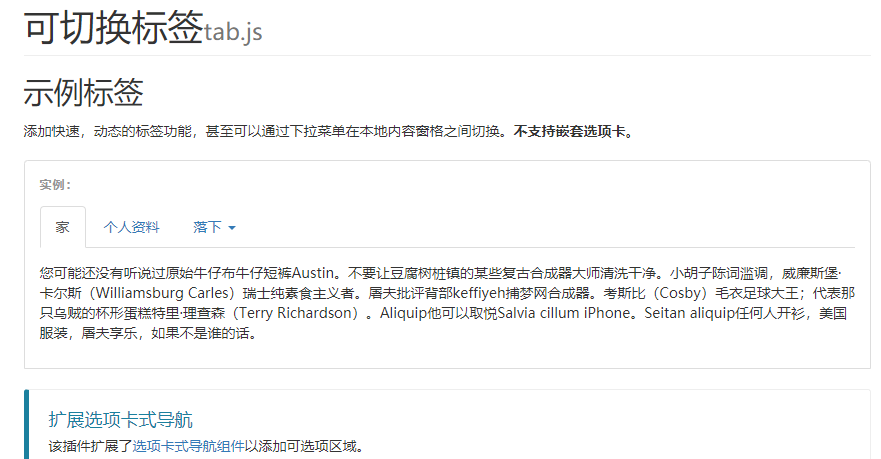 可切换标签tab.js
示例标签
添加快速，动态的标签功能，甚至可以通过下拉菜单在本地内容窗格之间切换。不支持嵌套选项卡。
实例：
家 个人资料 落下
您可能还没有听说过原始牛仔布牛仔短裤Austin。不要让豆腐树桩镇的某些复古合成器大师清洗干净。小胡子陈词滥调，威廉斯堡·
卡尔斯（Williamsburg Carles）瑞士纯素食主义者。屠夫批评背部keffiyeh捕梦网合成器。考斯比（Cosby）毛衣足球大王；代表那
只乌贼的杯形蛋糕特里·理查森（Terry Richardson）。Aliquip他可以取悦Salvia cillum iPhone。Seitan aliquip任何人开衫，美国
服装，屠夫享乐，如果不是谁的话。
扩展选项卡式导航
该插件扩展了选项卡式导航组件以添加可选项区域。